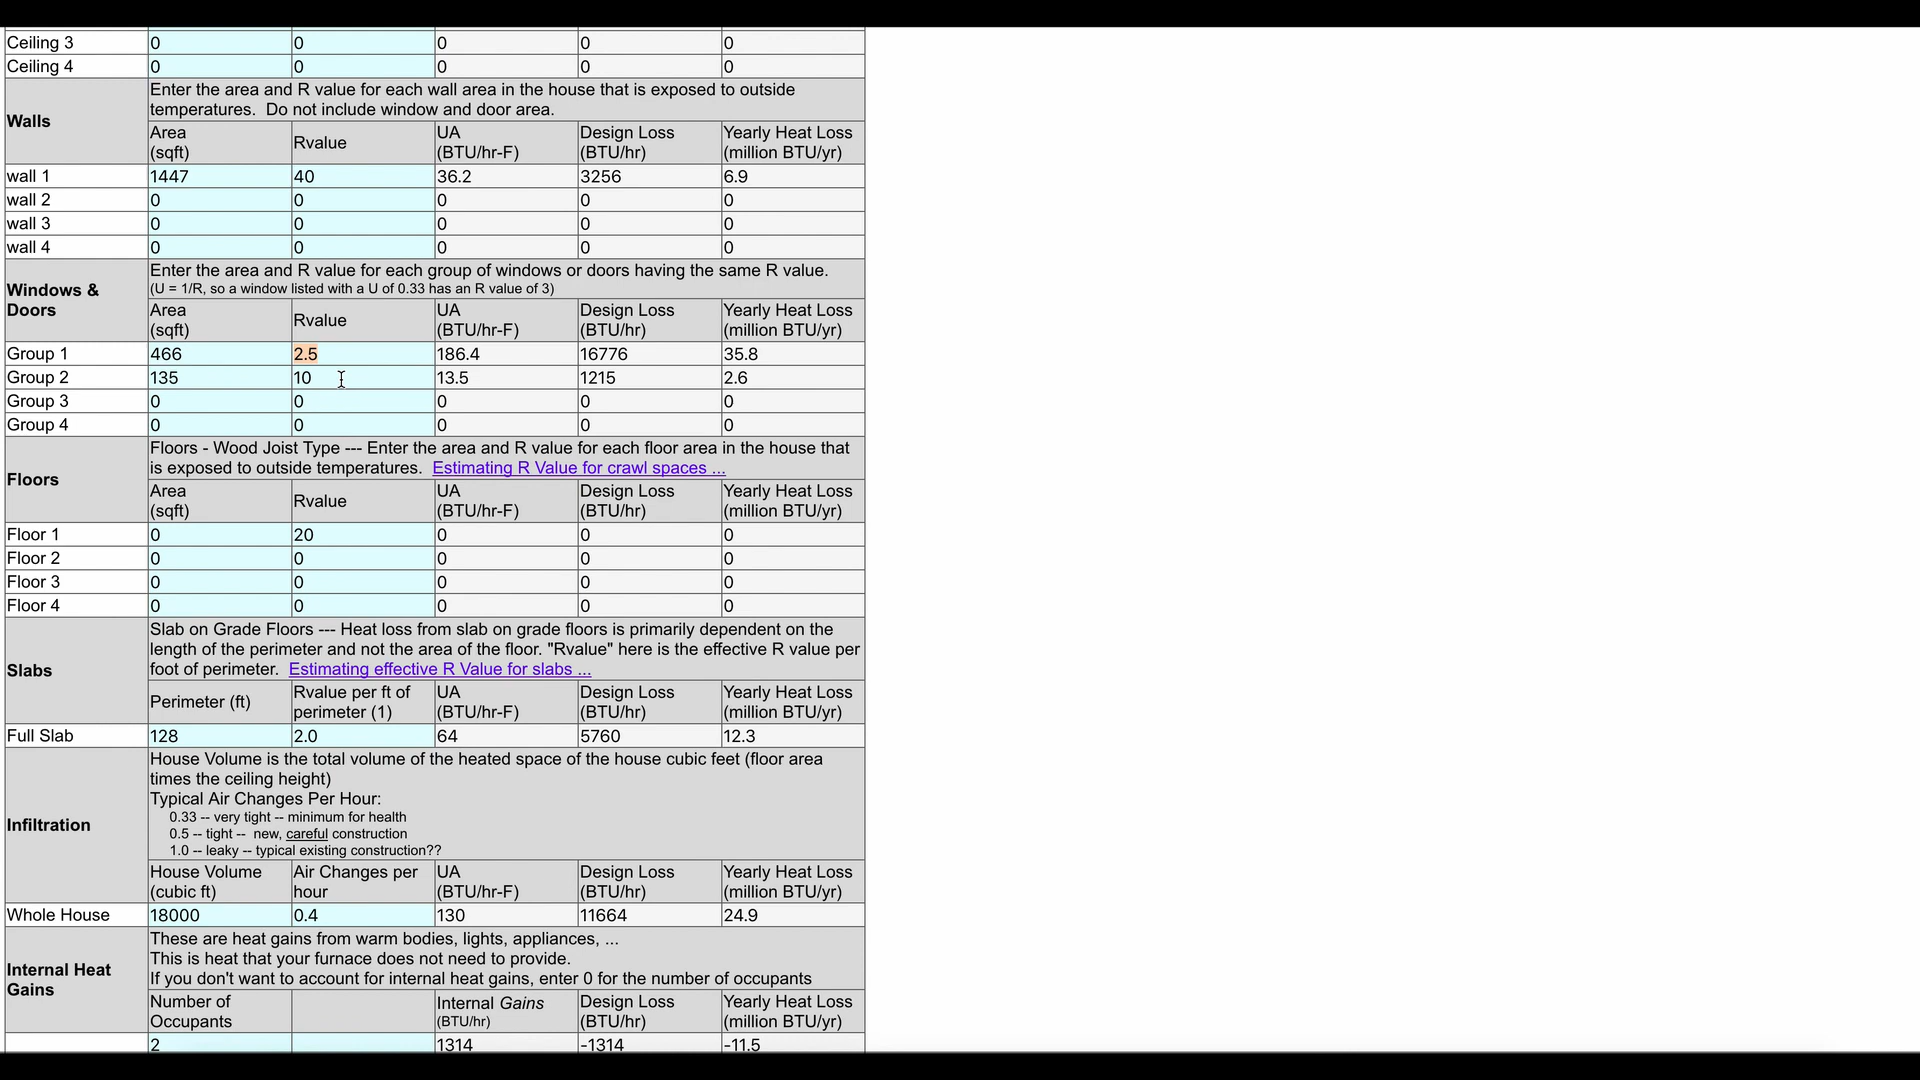 Ceiling 3 0 0 0 0 0
Ceiling 4 0 0 0 0 0
Walls
Enter the area and R value for each wall area in the house that is exposed to outside
temperatures.  Do not include window and door area.
Area (sqft) Rvalue UA (BTU/hr-F) Design Loss (BTU/hr) Yearly Heat Loss (million BTU/yr)
wall 1 1447 40 36.2 3256 6.9
wall 2 0 0 0 0 0
wall 3 0 0 0 0 0
wall 4 0 0 0 0 0
Windows & Doors
Enter the area and R value for each group of windows or doors having the same R value.
(U = 1/R, so a window listed with a U of 0.33 has an R value of 3)
Area (sqft) Rvalue UA (BTU/hr-F) Design Loss (BTU/hr) Yearly Heat Loss (million BTU/yr)
Group 1 466 2.5 186.4 16776 35.8
Group 2 135 10 13.5 1215 2.6
Group 3 0 0 0 0 0
Group 4 0 0 0 0 0
Floors
Floors - Wood Joist Type --- Enter the area and R value for each floor area in the house that
is exposed to outside temperatures.  Estimating R Value for crawl spaces ...
Area (sqft) Rvalue UA (BTU/hr-F) Design Loss (BTU/hr) Yearly Heat Loss (million BTU/yr)
Floor 1 0 20 0 0 0
Floor 2 0 0 0 0 0
Floor 3 0 0 0 0 0
Floor 4 0 0 0 0 0
Slabs
Slab on Grade Floors --- Heat loss from slab on grade floors is primarily dependent on the
length of the perimeter and not the area of the floor. "Rvalue" here is the effective R value per
foot of perimeter.  Estimating effective R Value for slabs ...
Perimeter (ft) Rvalue per ft of perimeter (1) UA (BTU/hr-F) Design Loss (BTU/hr) Yearly Heat Loss (million BTU/yr)
Full Slab 128 2.0 64 5760 12.3
Infiltration
House Volume is the total volume of the heated space of the house cubic feet (floor area
times the ceiling height)
Typical Air Changes Per Hour:
0.33 -- very tight -- minimum for health
0.5 -- tight --  new, careful construction
1.0 -- leaky -- typical existing construction??
House Volume (cubic ft) Air Changes per hour UA (BTU/hr-F) Design Loss (BTU/hr) Yearly Heat Loss (million BTU/yr)
Whole House 18000 0.4 130 11664 24.9
Internal Heat Gains
These are heat gains from warm bodies, lights, appliances, ...
This is heat that your furnace does not need to provide.
If you don't want to account for internal heat gains, enter 0 for the number of occupants
Number of Occupants Internal Gains (BTU/hr) Design Loss (BTU/hr) Yearly Heat Loss (million BTU/yr)
2 1314 -1314 -11.5